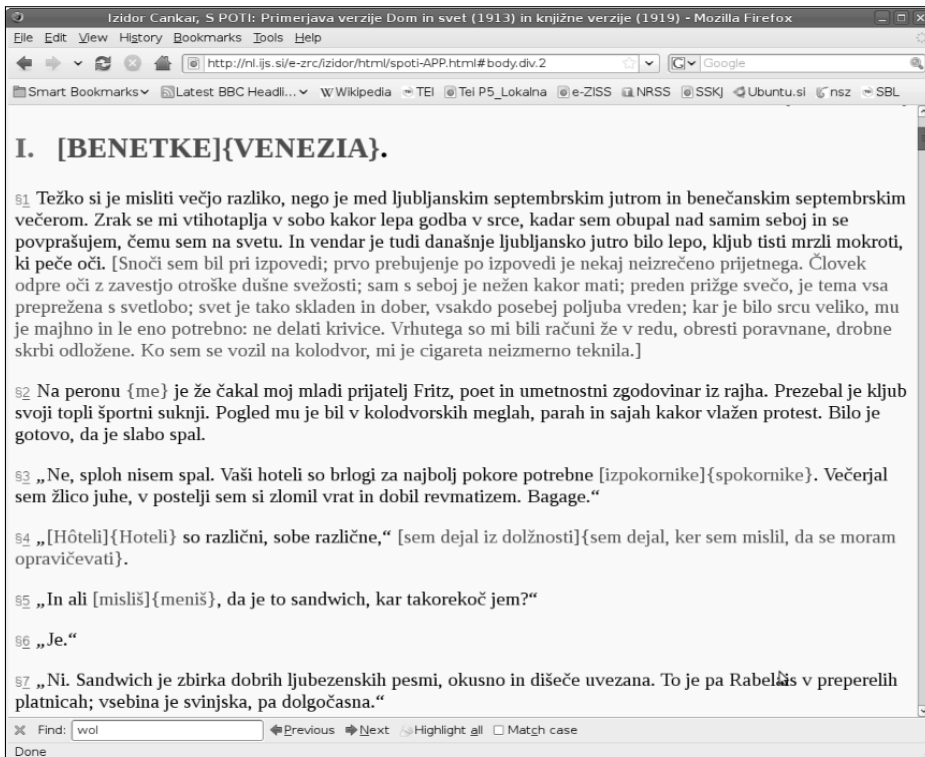 Izidor Cankar, S POTI: Primerjava verzije Dom in svet (1913) in knjižne verzije (1919) - Mozilla Firefox
File Edit View History Bookmarks Tools Help
http://nl.ijs.si/e-zrc/izidor/html/spoti-APP.html#body.div.2 Google
Smart Bookmarks Latest BBC Headli... Wikipedia TEI Tei P5_Lokalna e-ZISS NRSS SSKJ Ubuntu.si nsz SBL
I. [BENETKE]{VENEZIA}.
§1 Težko si je misliti večjo razliko, nego je med ljubljanskim septembrskim jutrom in benečanskim septembrskim
večerom. Zrak se mi vtihotaplja v sobo kakor lepa godba v srce, kadar sem obupal nad samim seboj in se
povprašujem, čemu sem na svetu. In vendar je tudi današnje ljubljansko jutro bilo lepo, kljub tisti mrzli mokroti,
ki peče oči. [Snoči sem bil pri izpovedi; prvo prebujenje po izpovedi je nekaj neizrečeno prijetnega. Človek
odpre oči z zavestjo otroške dušne svežosti; sam s seboj je nežen kakor mati; preden prižge svečo, je tema vsa
preprežena s svetlobo; svet je tako skladen in dober, vsakdo posebej poljuba vreden; kar je bilo srcu veliko, mu
je majhno in le eno potrebno: ne delati krivice. Vrhutega so mi bili računi že v redu, obresti poravnane, drobne
skrbi odložene. Ko sem se vozil na kolodvor, mi je cigareta neizmerno teknila.]
§2 Na peronu {me} je že čakal moj mladi prijatelj Fritz, poet in umetnostni zgodovinar iz rajha. Prezebal je kljub
svoji topli športni suknji. Pogled mu je bil v kolodvorskih meglah, parah in sajah kakor vlažen protest. Bilo je
gotovo, da je slabo spal.
§3 „Ne, sploh nisem spal. Vaši hoteli so brlogi za najbolj pokore potrebne [izpokornike]{spokornike}. Večerjal
sem žlico juhe, v postelji sem si zlomil vrat in dobil revmatizem. Bagage.“
§4 „[Hôteli]{Hoteli} so različni, sobe različne,“ [sem dejal iz dolžnosti]{sem dejal, ker sem mislil, da se moram
opravičevati}.
§5 „In ali [misliš]{meniš}, da je to sandwich, kar takorekoč jem?“
§6 „Je.“
§7 „Ni. Sandwich je zbirka dobrih ljubezenskih pesmi, okusno in dišeče uvezana. To je pa Rabelais v preperelih
platnicah; vsebina je svinjska, pa dolgočasna.“
Find: wol Previous Next Highlight all Match case
Done